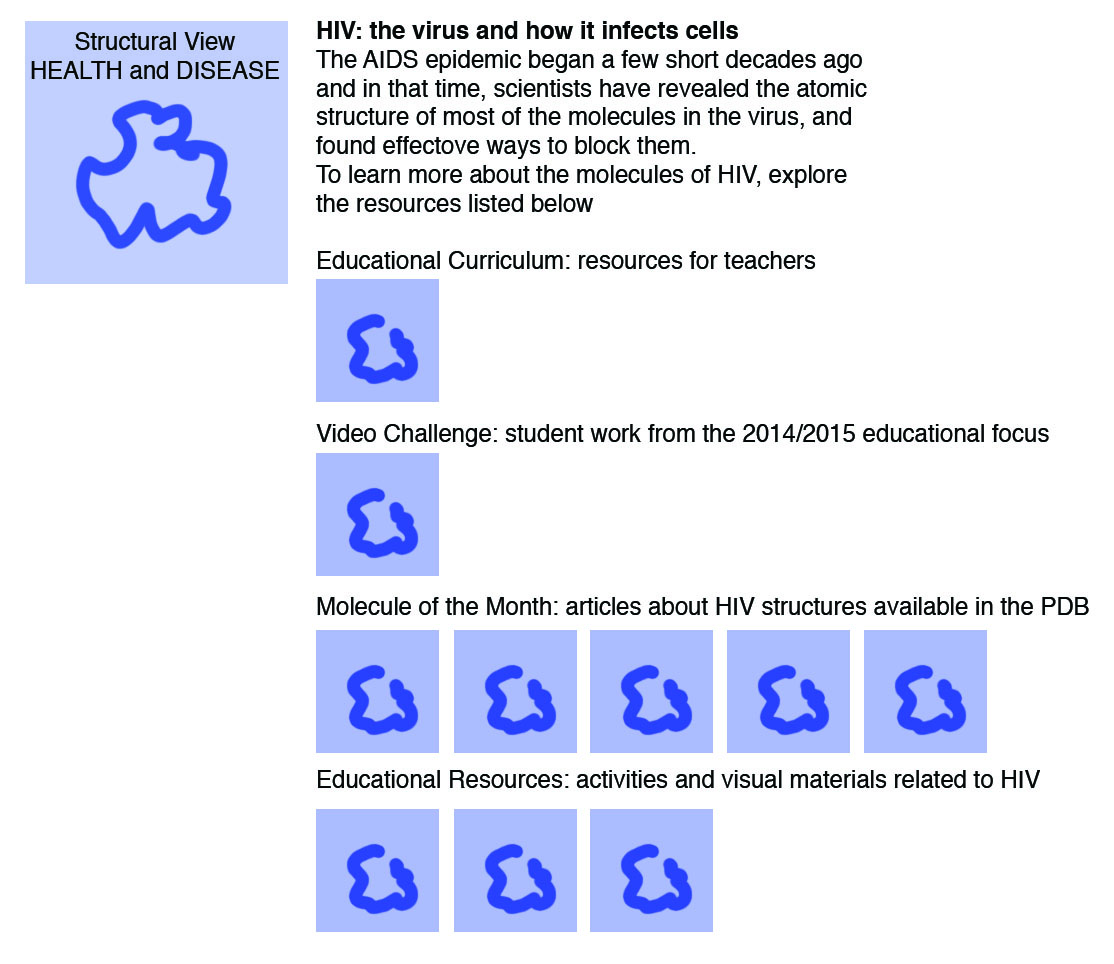 Structural View
HEALTH and DISEASE
HIV: the virus and how it infects cells
The AIDS epidemic began a few short decades ago
and in that time, scientists have revealed the atomic
structure of most of the molecules in the virus, and
found effectove ways to block them.
To learn more about the molecules of HIV, explore
the resources listed below
Educational Curriculum: resources for teachers
Video Challenge: student work from the 2014/2015 educational focus
Molecule of the Month: articles about HIV structures available in the PDB
Educational Resources: activities and visual materials related to HIV